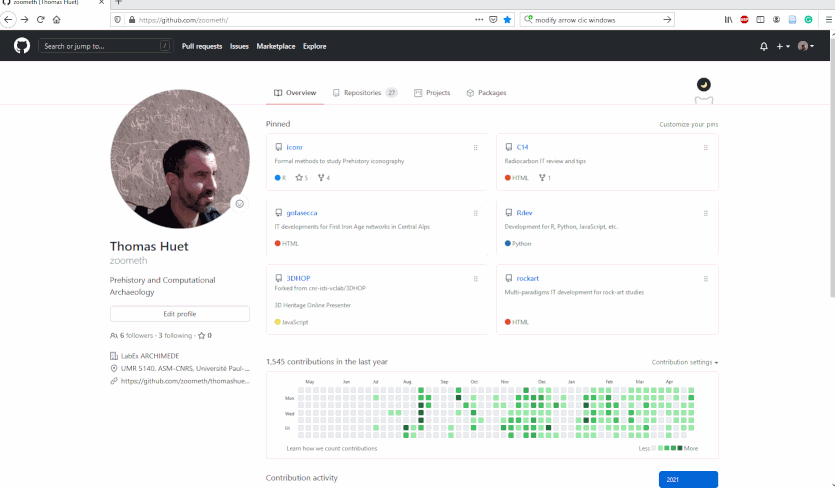 zoometh (Thomas Huet)
https://github.com/zoometh/
modify arrow clic windows
Search or jump to...
/
Pull requests
Issues
Marketplace
Explore
Overview
Repositories 27
Projects
Packages
Pinned
Customize your pins
iconr
Formal methods to study Prehistory iconography
R 5 4
C14
Radiocarbon IT review and tips
HTML 1
golasecca
IT developments for First Iron Age networks in Central Alps
HTML
Rdev
Development for R, Python, JavaScript, etc.
Python
3DHOP
Forked from cnr-isti-vclab/3DHOP
3D Heritage Online Presenter
JavaScript
rockart
Multi-paradigms IT development for rock-art studies
HTML
Thomas Huet
zoometh
Prehistory and Computational
Archaeology
Edit profile
6 followers · 3 following · 0
LabEx ARCHIMEDE
UMR 5140, ASM-CNRS, Université Paul-...
https://github.com/zoometh/thomashue...
1,545 contributions in the last year
Contribution settings
May Jun Jul Aug Sep Oct Nov Dec Jan Feb Mar Apr
Mon
Wed
Fri
Learn how we count contributions
Less
More
Contribution activity
2021